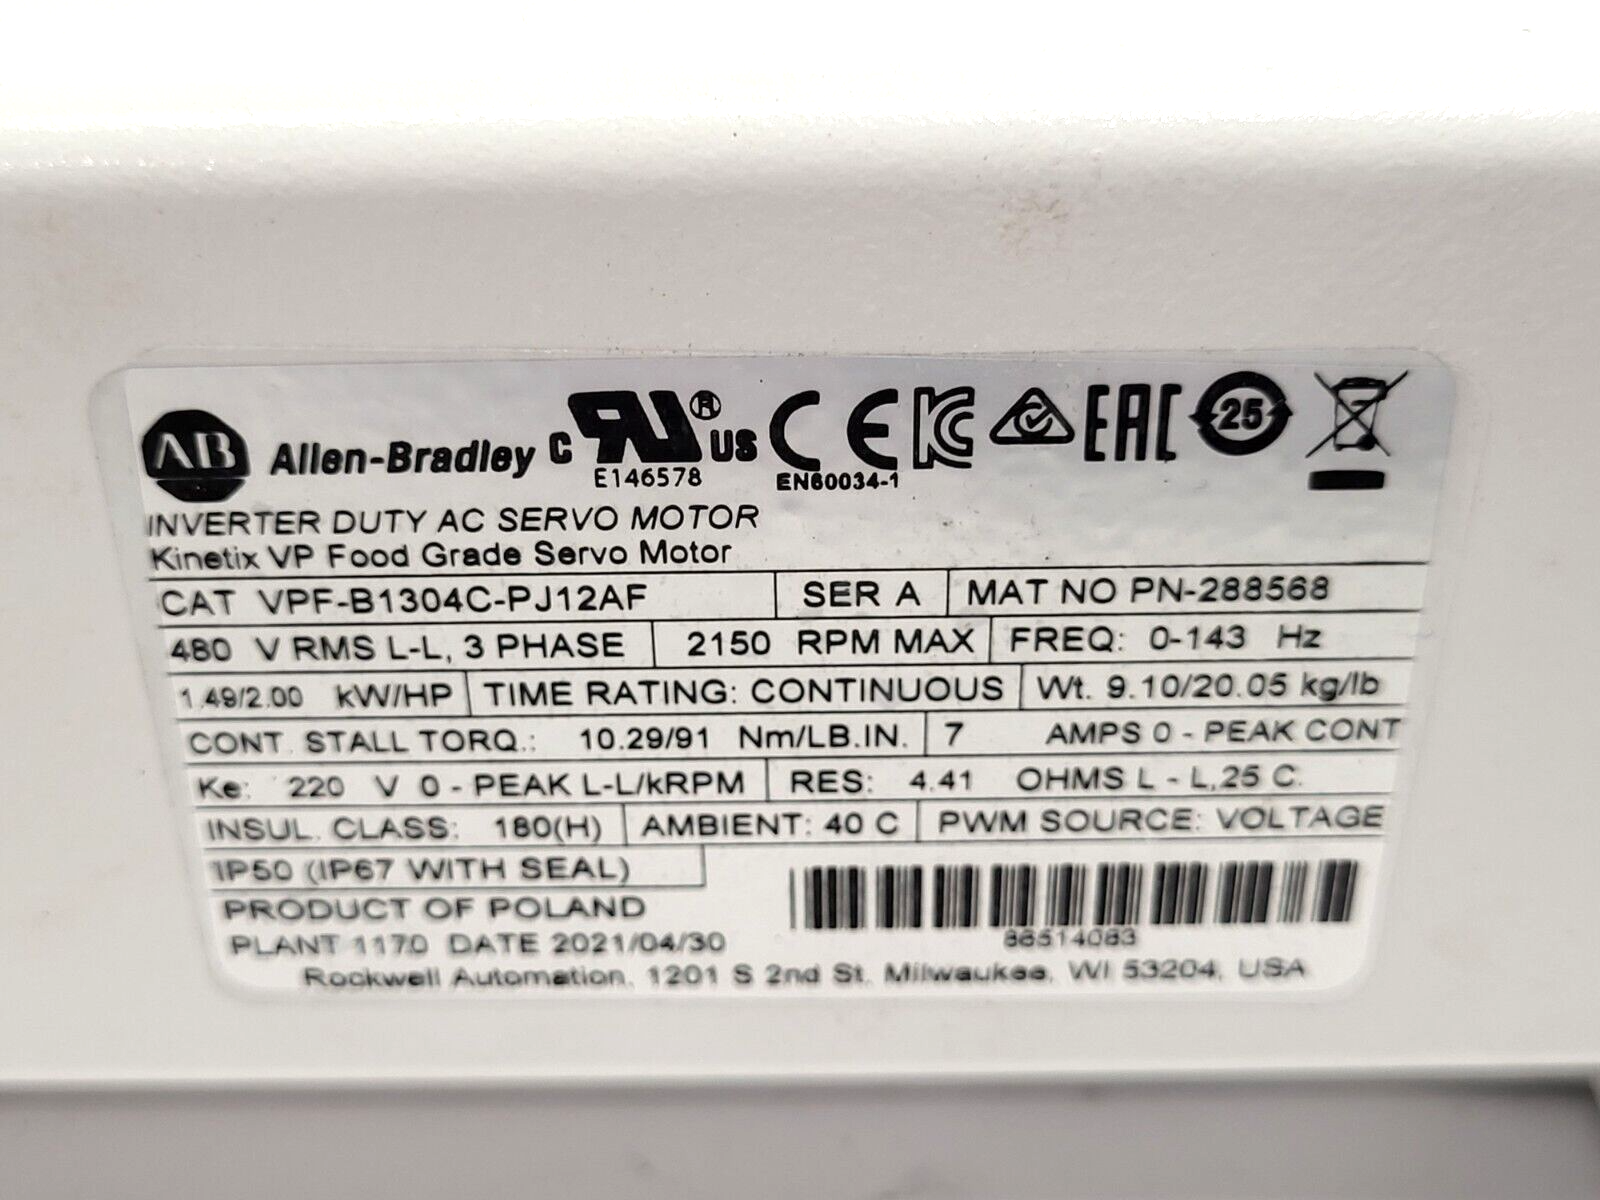 AB Allen-Bradley C RU® US CE KC EAC 25
E146578 EN60034-1
INVERTER DUTY AC SERVO MOTOR
Kinetix VP Food Grade Servo Motor
CAT VPF-B1304C-PJ12AF SER A MAT NO PN-288568
480 V RMS L-L, 3 PHASE 2150 RPM MAX FREQ: 0-143 Hz
1.49/2.00 kW/HP TIME RATING: CONTINUOUS Wt. 9.10/20.05 kg/lb
CONT. STALL TORQ.: 10.29/91 Nm/LB.IN. 7 AMPS 0 - PEAK CONT
Ke: 220 V 0 - PEAK L-L/kRPM RES: 4.41 OHMS L - L,25 C.
INSUL. CLASS: 180(H) AMBIENT: 40 C PWM SOURCE: VOLTAGE
IP50 (IP67 WITH SEAL)
PRODUCT OF POLAND
PLANT 1170 DATE 2021/04/30 86514083
Rockwell Automation, 1201 S 2nd St. Milwaukee, WI 53204, USA